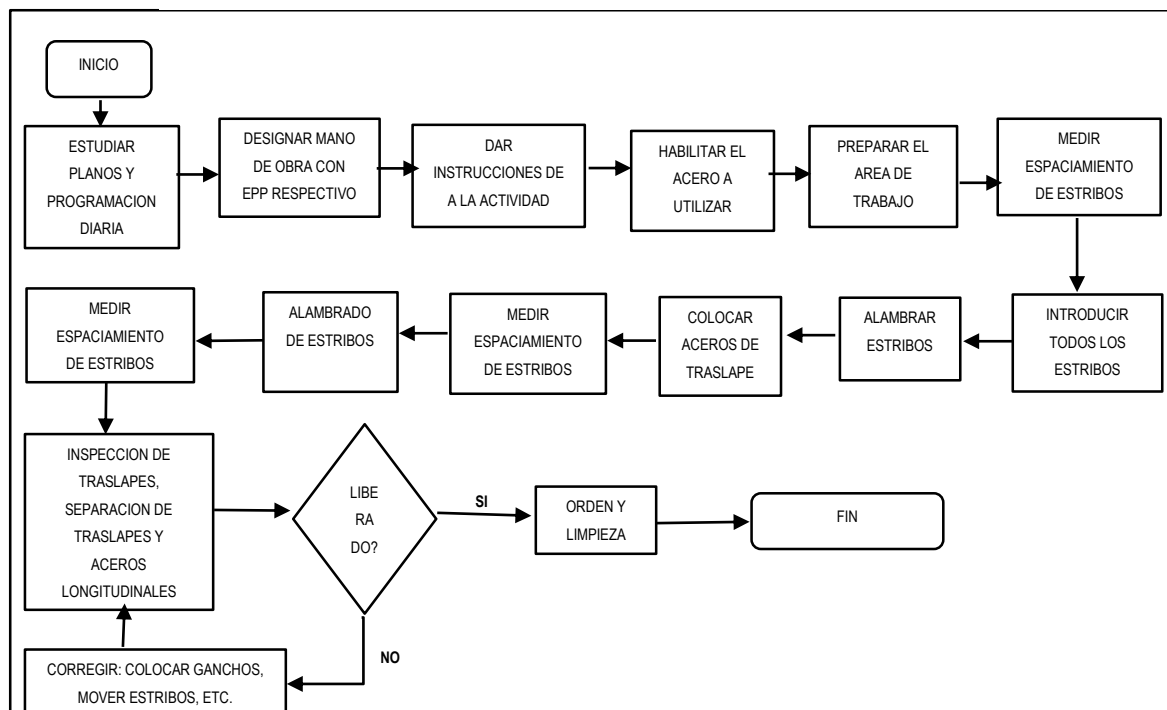 INICIO
ESTUDIAR
PLANOS Y
PROGRAMACION
DIARIA
DESIGNAR MANO
DE OBRA CON
EPP RESPECTIVO
DAR
INSTRUCCIONES DE
A LA ACTIVIDAD
HABILITAR EL
ACERO A
UTILIZAR
PREPARAR EL
AREA DE
TRABAJO
MEDIR
ESPACIAMIENTO
DE ESTRIBOS
INTRODUCIR
TODOS LOS
ESTRIBOS
ALAMBRAR
ESTRIBOS
COLOCAR
ACEROS DE
TRASLAPE
MEDIR
ESPACIAMIENTO
DE ESTRIBOS
ALAMBRADO
DE ESTRIBOS
MEDIR
ESPACIAMIENTO
DE ESTRIBOS
INSPECCION DE
TRASLAPES,
SEPARACION DE
TRASLAPES Y
ACEROS
LONGITUDINALES
LIBE
RA
DO?
SI
ORDEN Y
LIMPIEZA
FIN
NO
CORREGIR: COLOCAR GANCHOS,
MOVER ESTRIBOS, ETC.